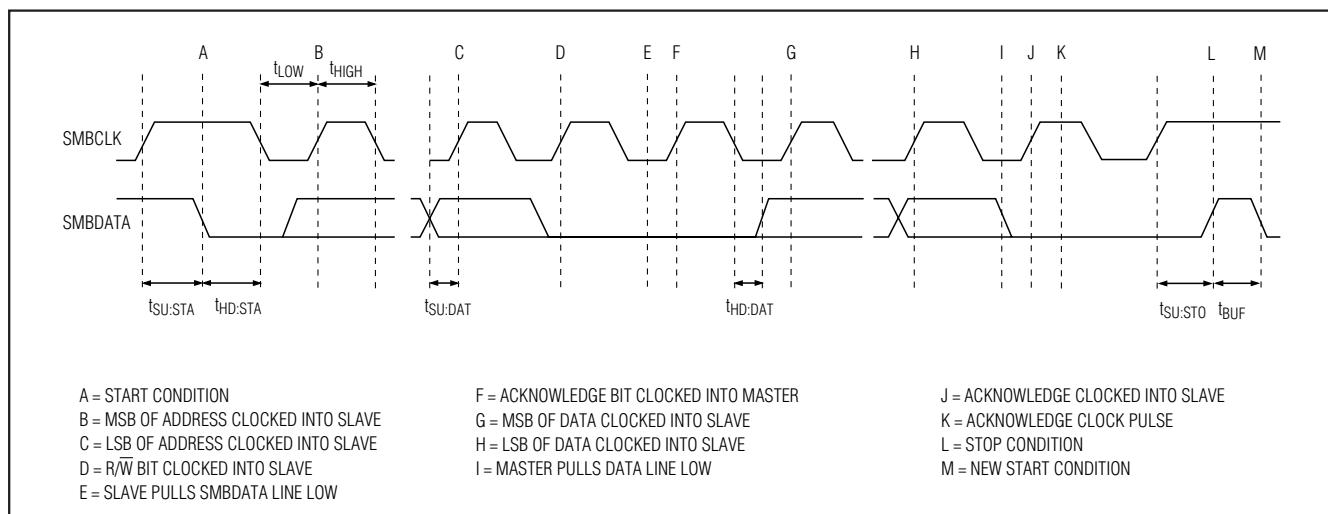 A B C D E F G H I J K L M
tLOW tHIGH
SMBCLK
SMBDATA
tSU:STA tHD:STA tSU:DAT tHD:DAT tSU:STO tBUF
A = START CONDITION
B = MSB OF ADDRESS CLOCKED INTO SLAVE
C = LSB OF ADDRESS CLOCKED INTO SLAVE
D = R/W̅ BIT CLOCKED INTO SLAVE
E = SLAVE PULLS SMBDATA LINE LOW
F = ACKNOWLEDGE BIT CLOCKED INTO MASTER
G = MSB OF DATA CLOCKED INTO SLAVE
H = LSB OF DATA CLOCKED INTO SLAVE
I = MASTER PULLS DATA LINE LOW
J = ACKNOWLEDGE CLOCKED INTO SLAVE
K = ACKNOWLEDGE CLOCK PULSE
L = STOP CONDITION
M = NEW START CONDITION